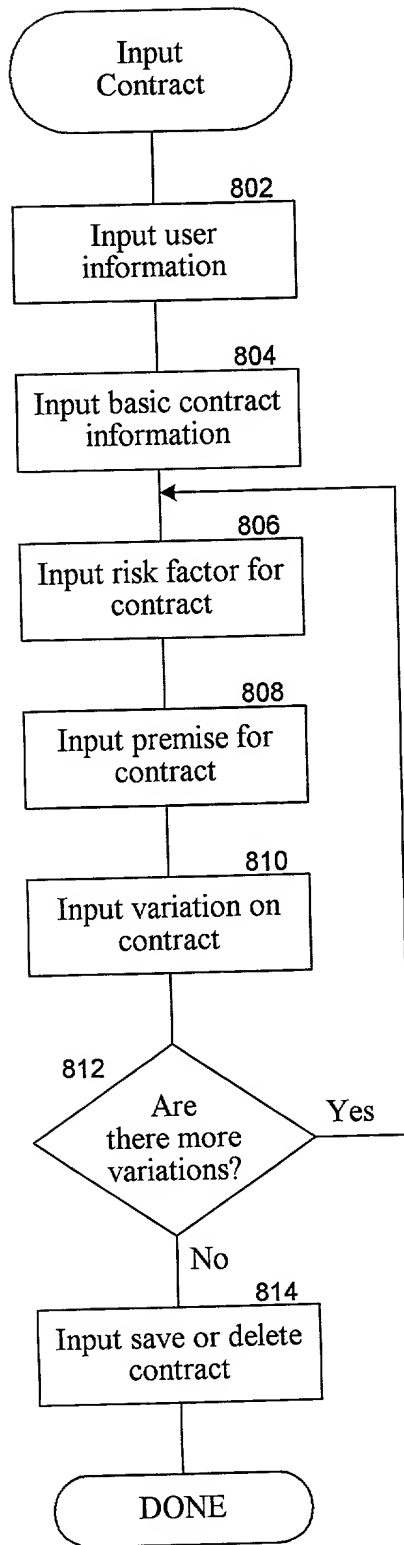 Input
Contract
802
Input user
information
804
Input basic contract
information
806
Input risk factor for
contract
808
Input premise for
contract
810
Input variation on
contract
812
Are
there more
variations?
Yes
No
814
Input save or delete
contract
DONE